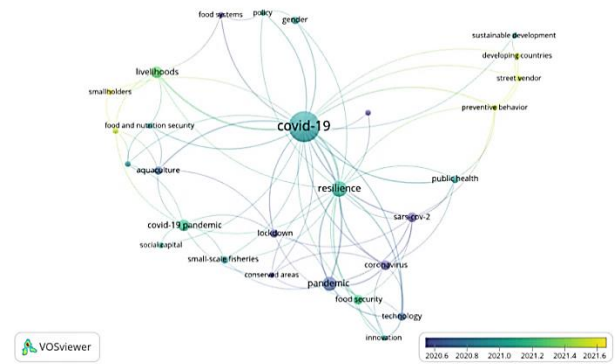 food systems
policy
gender
sustainable development
developing countries
livelihoods
street vendor
smallholders
preventive behavior
food and nutrition security
covid-19
aquaculture
public health
resilience
sars-cov-2
covid-19 pandemic
lockdown
social capital
small-scale fisheries
coronavirus
conserved areas
pandemic
food security
technology
innovation
VOSviewer
2020.6 2020.8 2021.0 2021.2 2021.4 2021.6